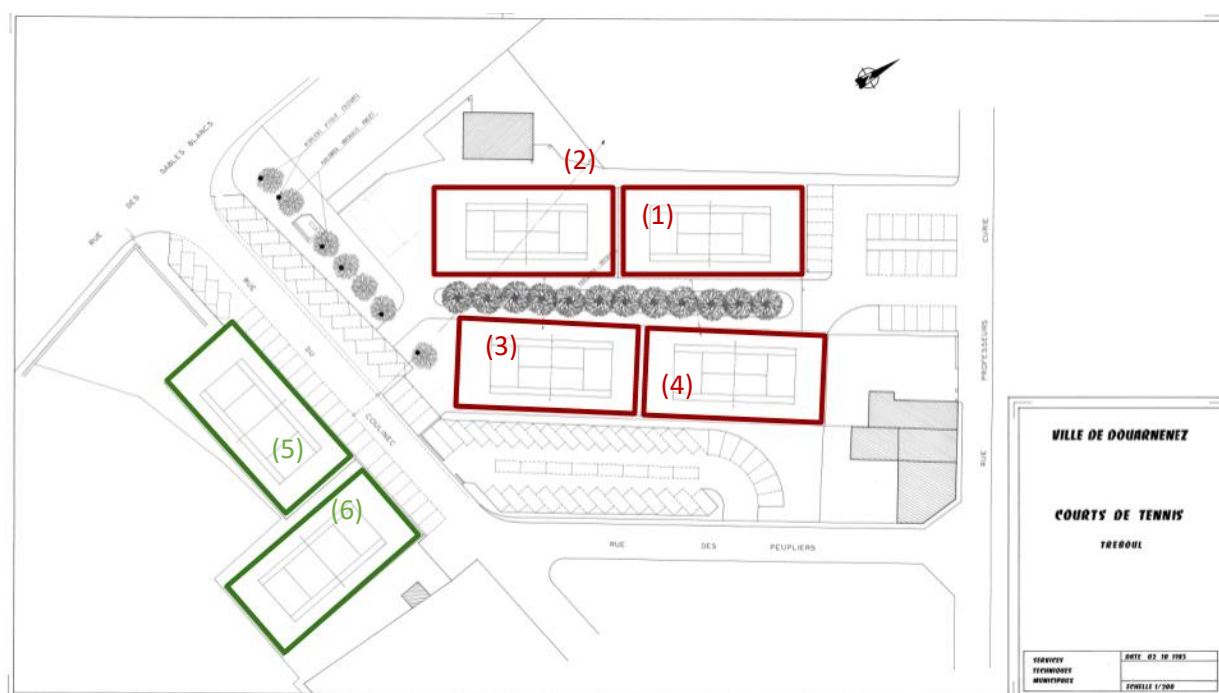 RUE DES SABLES BLANCS
(2)
(1)
(3)
(4)
(5)
(6)
RUE DU COULINEC
RUE DES PEUPLIERS
RUE PROFESSEURS CURIE
VILLE DE DOUARNENEZ
COURTS DE TENNIS
TREBOUL
SERVICES
TECHNIQUES
MUNICIPAUX
ECHELLE 1/200